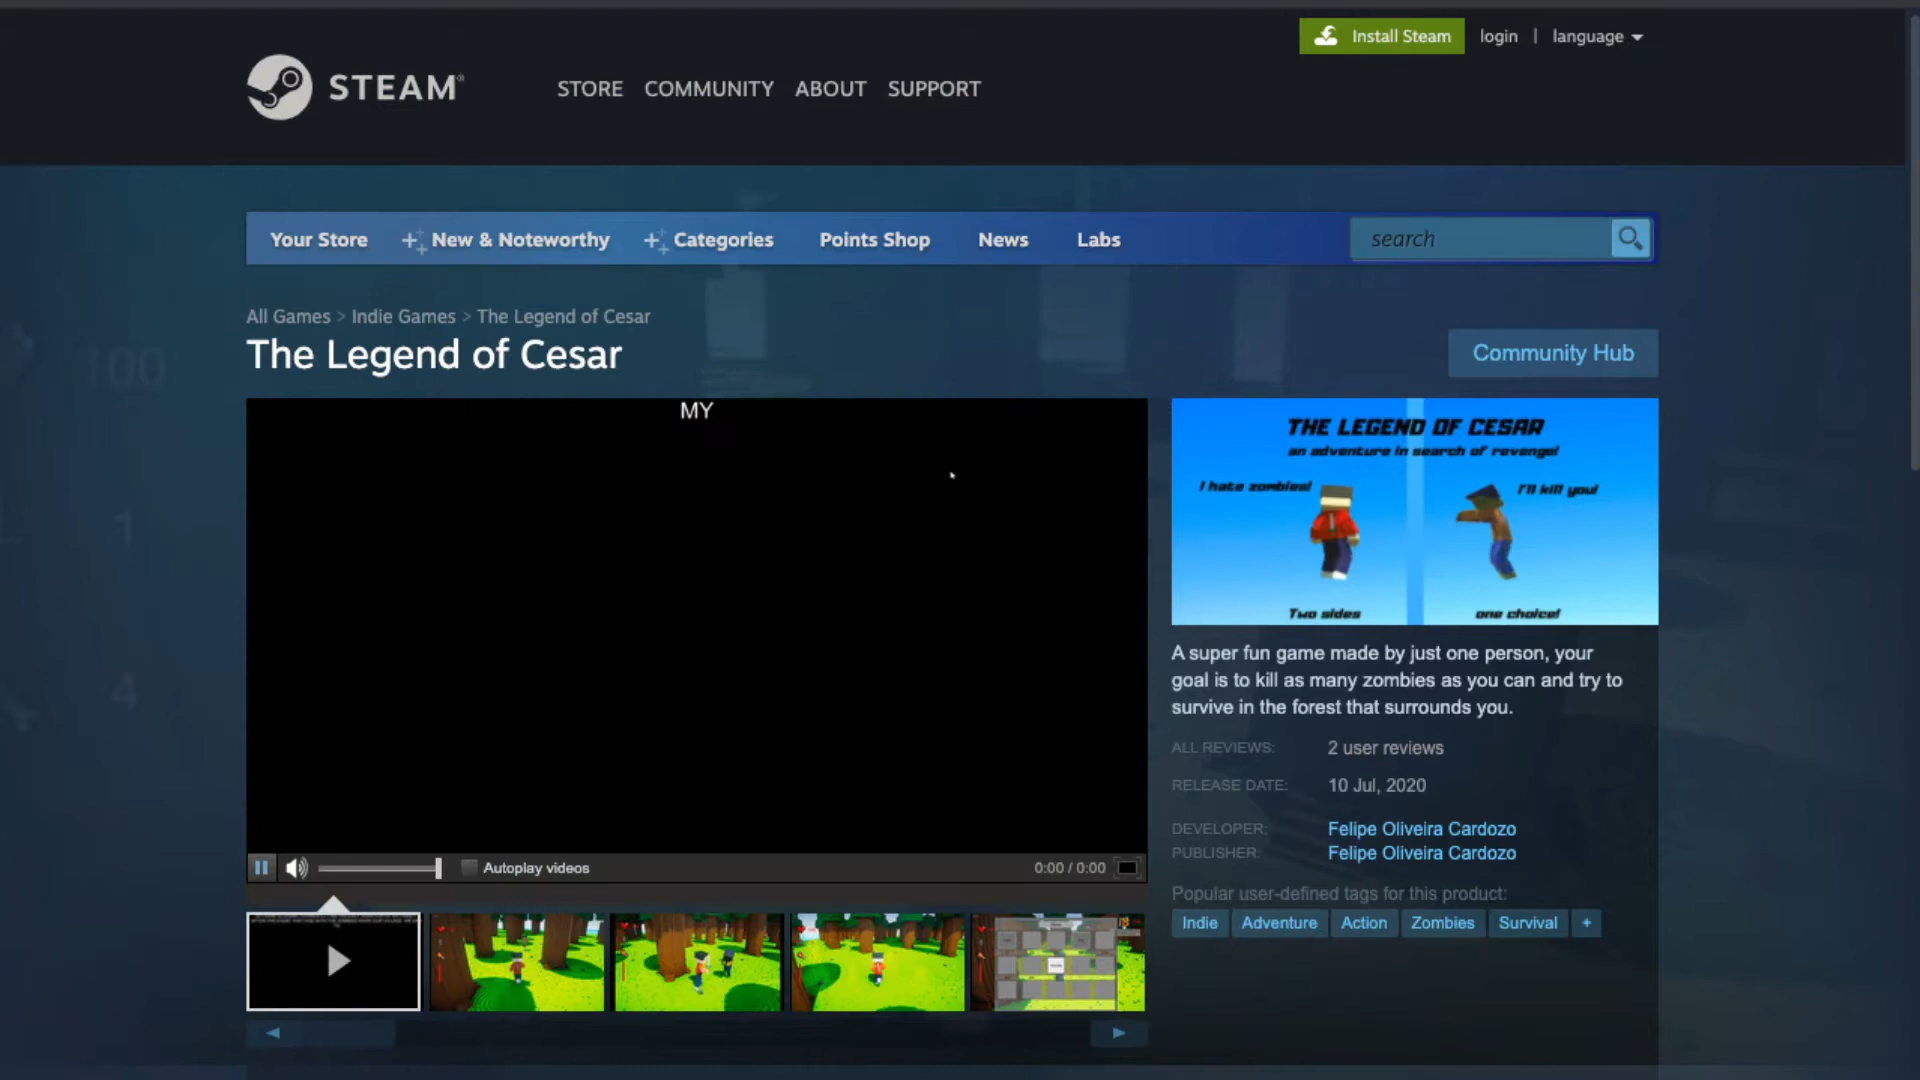 Install Steam login | language
STEAM®
STORE COMMUNITY ABOUT SUPPORT
Your Store New & Noteworthy Categories Points Shop News Labs search
All Games > Indie Games > The Legend of Cesar
The Legend of Cesar
Community Hub
MY
THE LEGEND OF CESAR
an adventure in search of revenge!
I hate zombies!
I'll kill you!
Two sides
one choice!
A super fun game made by just one person, your
goal is to kill as many zombies as you can and try to
survive in the forest that surrounds you.
ALL REVIEWS: 2 user reviews
RELEASE DATE: 10 Jul, 2020
DEVELOPER: Felipe Oliveira Cardozo
PUBLISHER: Felipe Oliveira Cardozo
Popular user-defined tags for this product:
Indie Adventure Action Zombies Survival +
Autoplay videos 0:00 / 0:00
100
1
4